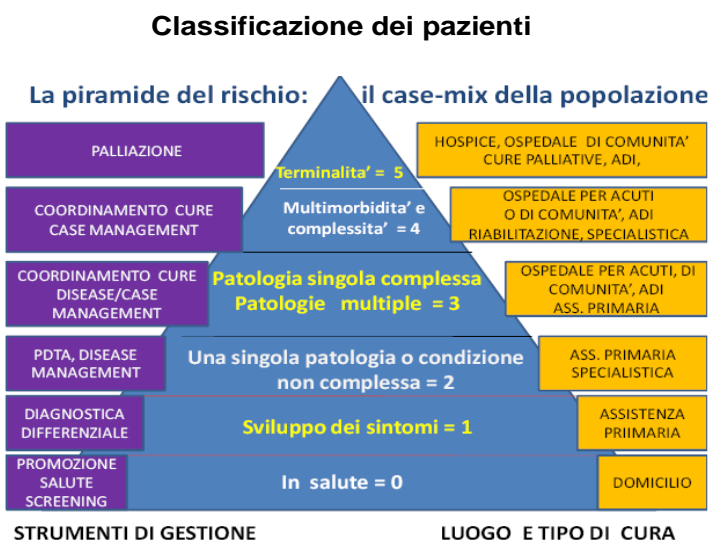 Classificazione dei pazienti
La piramide del rischio: il case-mix della popolazione
PALLIAZIONE
Terminalita’ = 5
HOSPICE, OSPEDALE DI COMUNITA’
CURE PALLIATIVE, ADI,
COORDINAMENTO CURE
CASE MANAGEMENT
Multimorbidita’ e
complessita’ = 4
OSPEDALE PER ACUTI
O DI COMUNITA’, ADI
RIABILITAZIONE, SPECIALISTICA
COORDINAMENTO CURE
DISEASE/CASE
MANAGEMENT
Patologia singola complessa
Patologie multiple = 3
OSPEDALE PER ACUTI, DI
COMUNITA’, ADI
ASS. PRIMARIA
PDTA, DISEASE
MANAGEMENT
Una singola patologia o condizione
non complessa = 2
ASS. PRIMARIA
SPECIALISTICA
DIAGNOSTICA
DIFFERENZIALE
Sviluppo dei sintomi = 1
ASSISTENZA
PRIIMARIA
PROMOZIONE
SALUTE
SCREENING
In salute = 0
DOMICILIO
STRUMENTI DI GESTIONE
LUOGO E TIPO DI CURA